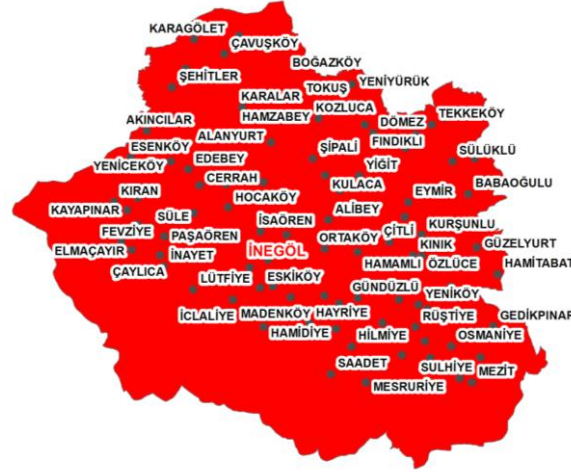 KARAGÖLET
ÇAVUŞKÖY
BOĞAZKÖY
ŞEHİTLER
TOKUŞ
YENİYÜRÜK
KARALAR
KOZLUCA
TEKKEKÖY
AKINCILAR
HAMZABEY
DÖMEZ
ALANYURT
FINDIKLI
ESENKÖY
ŞİPALİ
SÜLÜKLÜ
YENİCEKÖY
EDEBEY
YİĞİT
CERRAH
KULACA
KIRAN
EYMİR
BABAOĞULU
KAYAPINAR
HOCAKÖY
ALİBEY
SÜLE
İSAÖREN
FEVZİYE
PAŞAÖREN
ORTAKÖY
ÇİTLİ
KURŞUNLU
ELMAÇAYIR
İNAYET
İNEGÖL
KINIK
GÜZELYURT
ÇAYLICA
LÜTFİYE
ESKİKÖY
HAMAMLI
ÖZLÜCE
HAMİTABAT
GÜNDÜZLÜ
YENİKÖY
İCLALİYE
MADENKÖY
HAYRİYE
RÜŞTİYE
GEDİKPINAR
HAMİDİYE
HİLMİYE
OSMANİYE
SAADET
SULHİYE
MEZİT
MESRURİYE